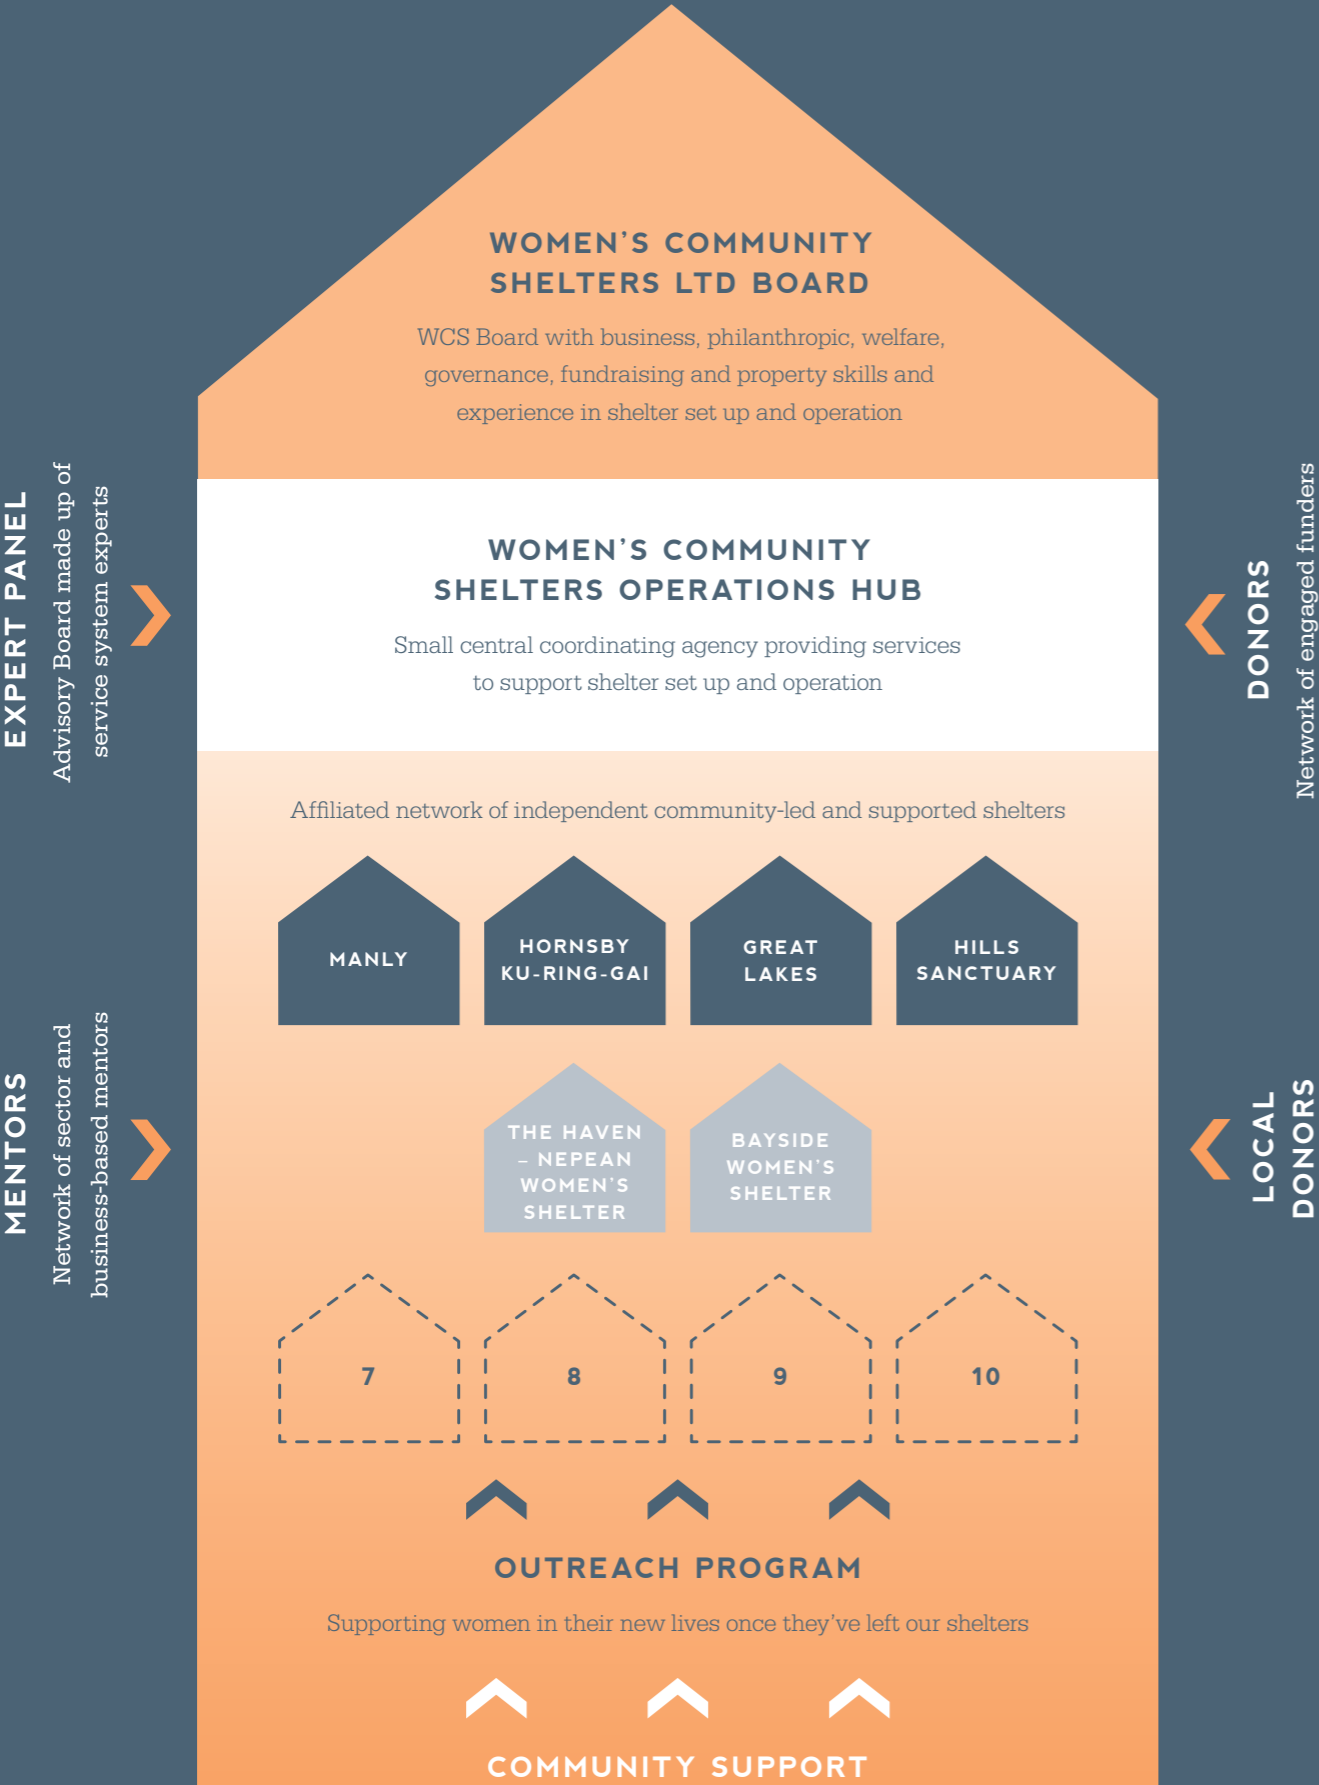 WOMEN'S COMMUNITY
SHELTERS LTD BOARD
WCS Board with business, philanthropic, welfare,
governance, fundraising and property skills and
experience in shelter set up and operation
EXPERT PANEL
Advisory Board made up of
service system experts
WOMEN'S COMMUNITY
SHELTERS OPERATIONS HUB
Small central coordinating agency providing services
to support shelter set up and operation
DONORS
Network of engaged funders
Affiliated network of independent community-led and supported shelters
MANLY
HORNSBY
KU-RING-GAI
GREAT
LAKES
HILLS
SANCTUARY
MENTORS
Network of sector and
business-based mentors
THE HAVEN
– NEPEAN
WOMEN'S
SHELTER
BAYSIDE
WOMEN'S
SHELTER
LOCAL
DONORS
7
8
9
10
OUTREACH PROGRAM
Supporting women in their new lives once they've left our shelters
COMMUNITY SUPPORT